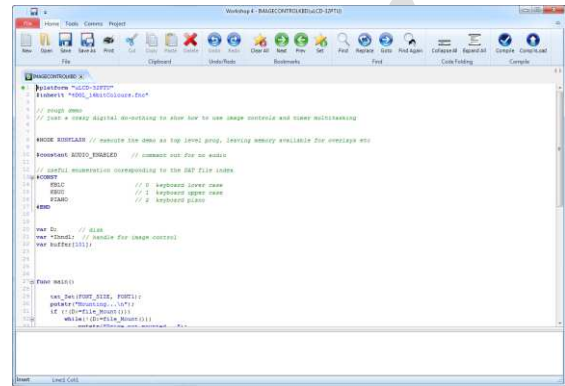 Workshop 4 - IMAGECONTROLKBD(uLCD-32PTU)
File Home Tools Comms Project
New Open Save Save As Print Cut Copy Paste Delete Undo Redo Clear All Next Prev Set Find Replace Goto Find Again Collapse All Expand All Compile Comp'nLoad
File Clipboard Undo/Redo Bookmarks Find Code Folding Compile
IMAGECONTROLKBD
#platform "uLCD-32PTU"
#inherit "4DGL_16bitColours.fnc"
// rough demo
// just a crazy digital do-nothing to show how to use image controls and timer multitasking
#MODE RUNFLASH // execute the demo as top level prog, leaving memory available for overlays etc
#constant AUDIO_ENABLED // comment out for no audio
// useful enumeration corresponding to the DAT file index
#CONST
KBLC // 0 keyboard lower case
KBUC // 1 keyboard upper case
PIANO // 2 keyboard piano
#END
var D; // disk
var *Ihndl; // handle for image control
var buffer[101];
func main()
txt_Set(FONT_SIZE, FONT1);
putstr("Mounting...\n");
if (!(D:=file_Mount()))
while(!(D:=file_Mount()))
Insert Line:1 Col:1